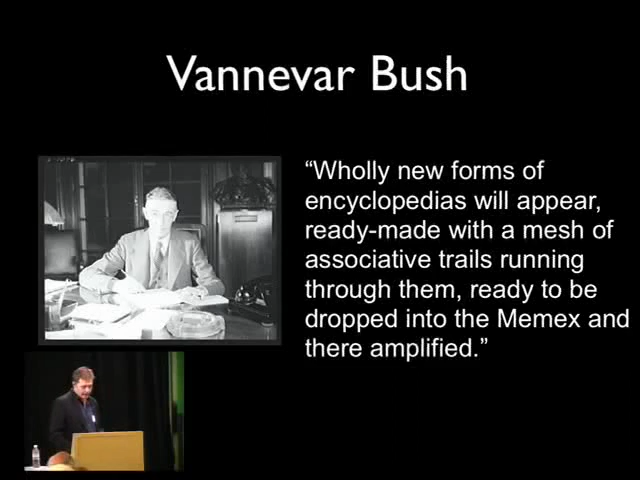 Vannevar Bush
“Wholly new forms of
encyclopedias will appear,
ready-made with a mesh of
associative trails running
through them, ready to be
dropped into the Memex and
there amplified.”